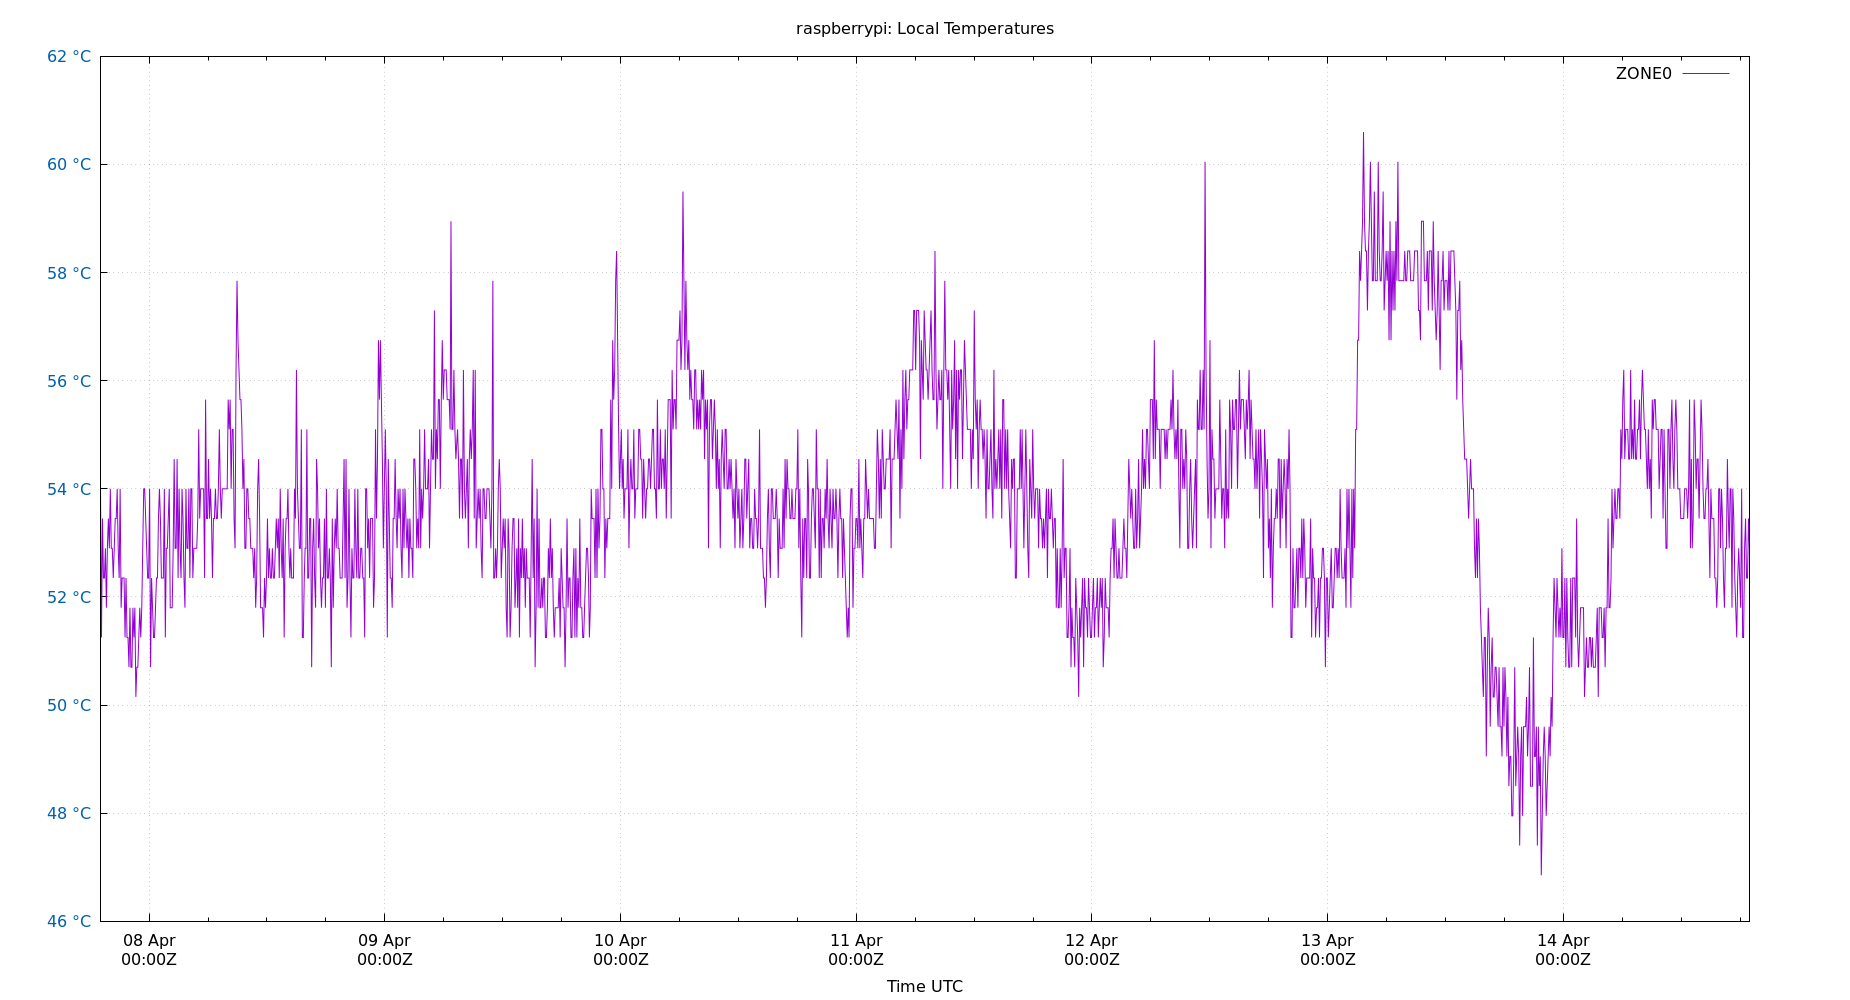 raspberrypi: Local Temperatures
62 °C
ZONE0
60 °C
58 °C
56 °C
54 °C
52 °C
50 °C
48 °C
46 °C
08 Apr 09 Apr 10 Apr 11 Apr 12 Apr 13 Apr 14 Apr
00:00Z 00:00Z 00:00Z 00:00Z 00:00Z 00:00Z 00:00Z
Time UTC